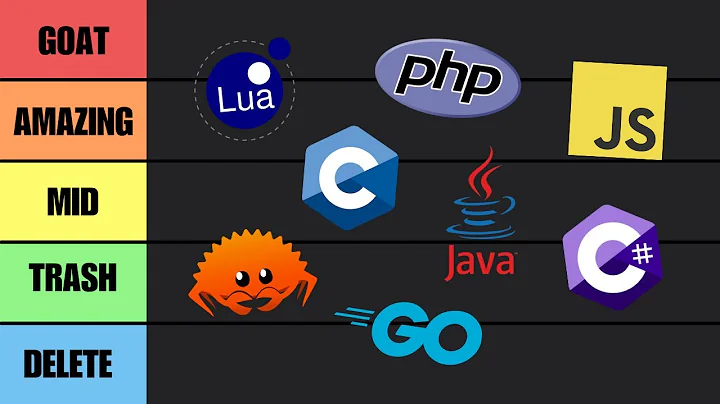 GOAT
php
Lua
AMAZING
JS
C
MID
Java
C#
TRASH
GO
DELETE